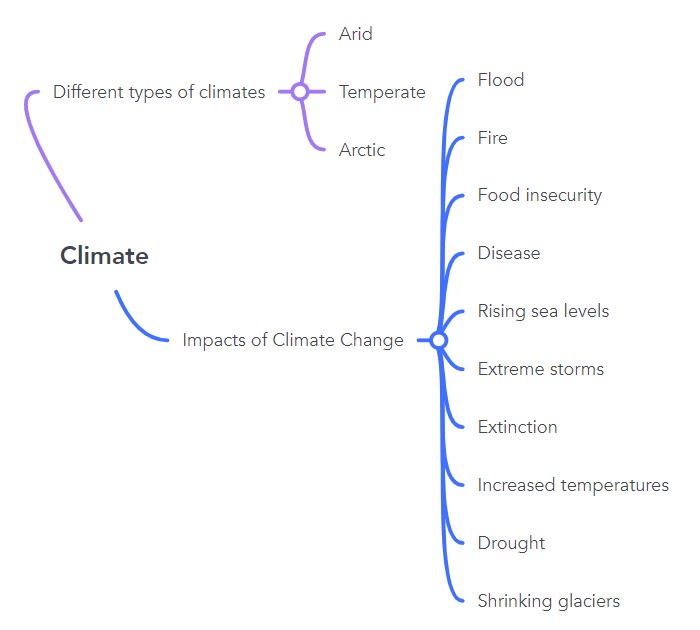 Climate
Different types of climates
Arid
Temperate
Arctic
Impacts of Climate Change
Flood
Fire
Food insecurity
Disease
Rising sea levels
Extreme storms
Extinction
Increased temperatures
Drought
Shrinking glaciers